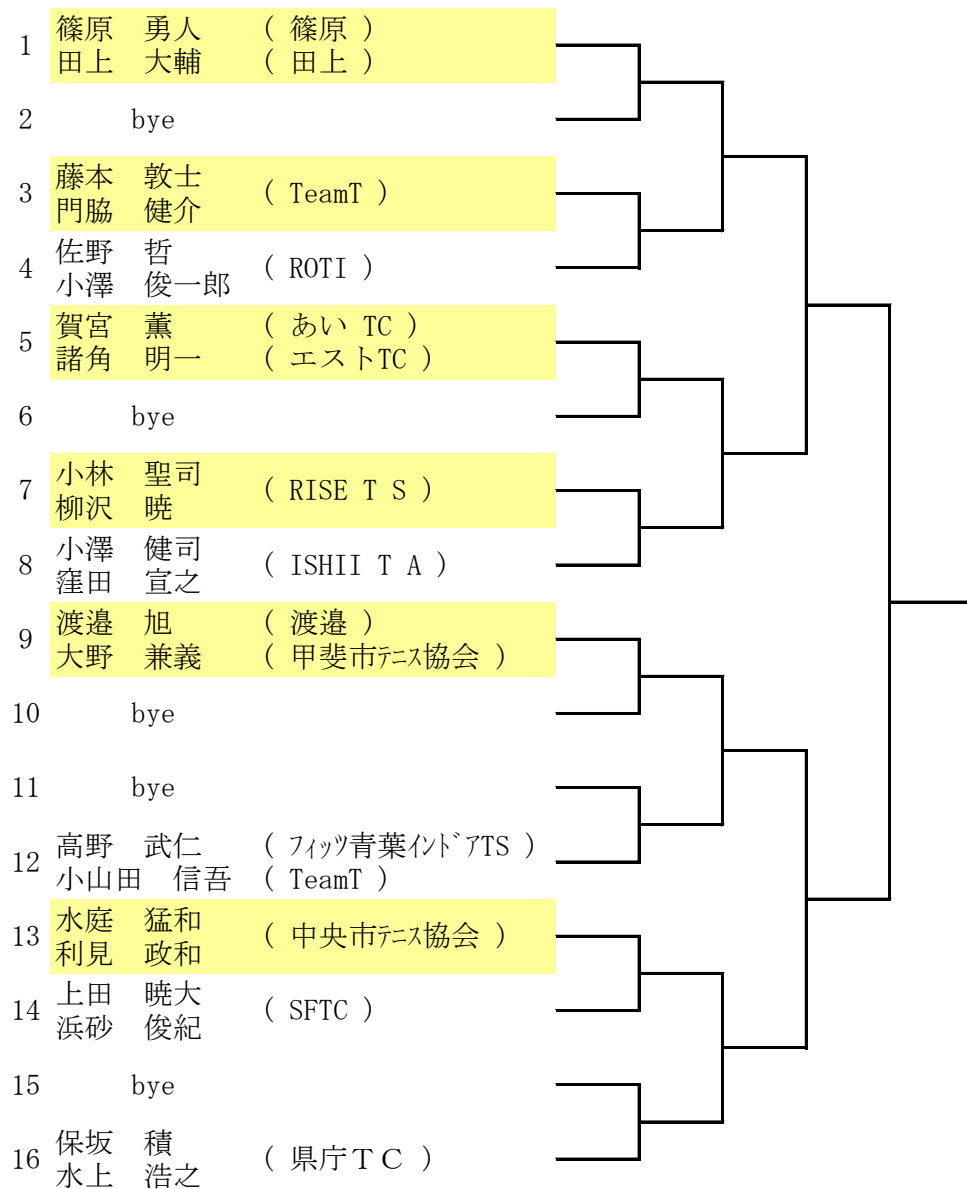 1 篠原 勇人 ( 篠原 )
田上 大輔 ( 田上 )
2 bye
3 藤本 敦士 ( TeamT )
門脇 健介
4 佐野 哲 ( ROTI )
小澤 俊一郎
5 賀宮 薫 ( あい TC )
諸角 明一 ( エストTC )
6 bye
7 小林 聖司 ( RISE T S )
柳沢 暁
8 小澤 健司 ( ISHII T A )
窪田 宣之
9 渡邉 旭 ( 渡邉 )
大野 兼義 ( 甲斐市ﾃﾆｽ協会 )
10 bye
11 bye
12 高野 武仁 ( ﾌｨｯﾂ青葉ｲﾝﾄﾞｱTS )
小山田 信吾 ( TeamT )
13 水庭 猛和 ( 中央市ﾃﾆｽ協会 )
利見 政和
14 上田 暁大 ( SFTC )
浜砂 俊紀
15 bye
16 保坂 積 ( 県庁ＴＣ )
水上 浩之